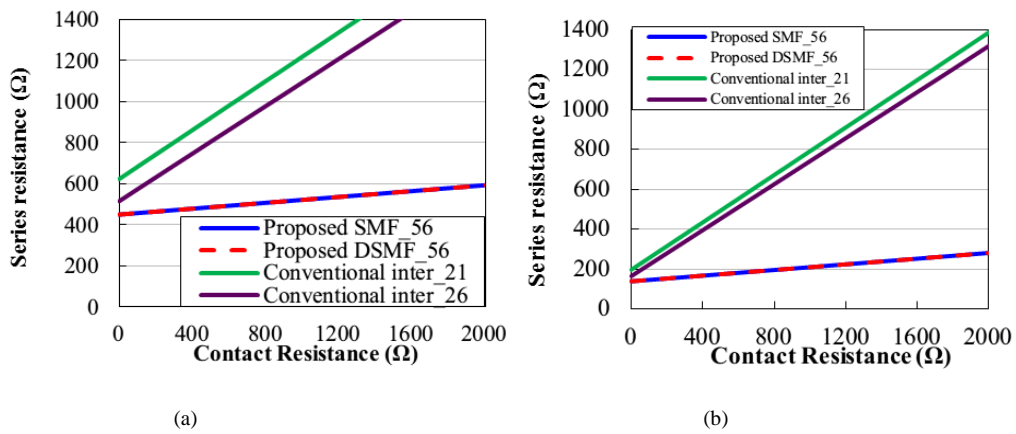 1400
1200
1000
800
600
400
200
0
Series resistance (Ω)
Proposed SMF_56
Proposed DSMF_56
Conventional inter_21
Conventional inter_26
0 400 800 1200 1600 2000
Contact Resistance (Ω)
(a)
1400
1200
1000
800
600
400
200
0
Series resistance (Ω)
Proposed SMF_56
Proposed DSMF_56
Conventional inter_21
Conventional inter_26
0 400 800 1200 1600 2000
Contact Resistance (Ω)
(b)